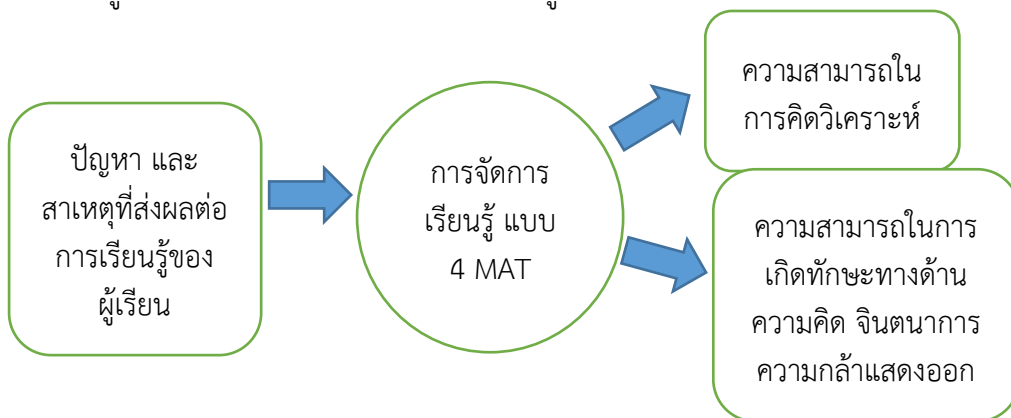 ปัญหา และ
สาเหตุที่ส่งผลต่อ
การเรียนรู้ของ
ผู้เรียน
การจัดการ
เรียนรู้ แบบ
4 MAT
ความสามารถใน
การคิดวิเคราะห์
ความสามารถในการ
เกิดทักษะทางด้าน
ความคิด จินตนาการ
ความกล้าแสดงออก